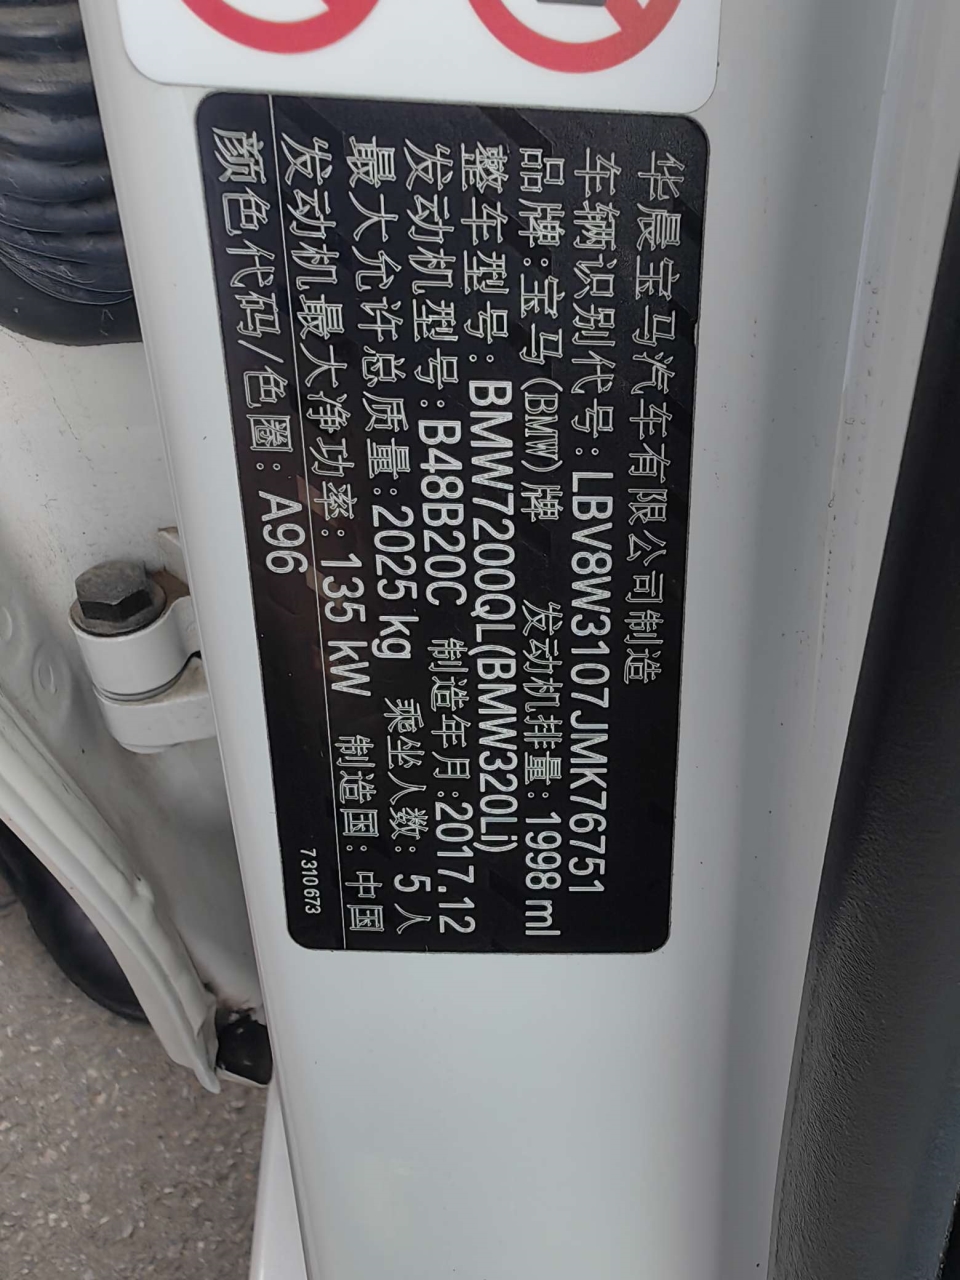 华晨宝马汽车有限公司制造
车辆识别代号: LBV8W3107JMK76751
品牌:宝马(BMW)牌 发动机排量: 1998 ml
整车型号: BMW7200QL(BMW320Li)
发动机型号: B48B20C 制造年月:2017.12
最大允许总质量:2025 kg 乘坐人数: 5 人
发动机最大净功率: 135 kW 制造国: 中国
颜色代码/色圈: A96 7310673